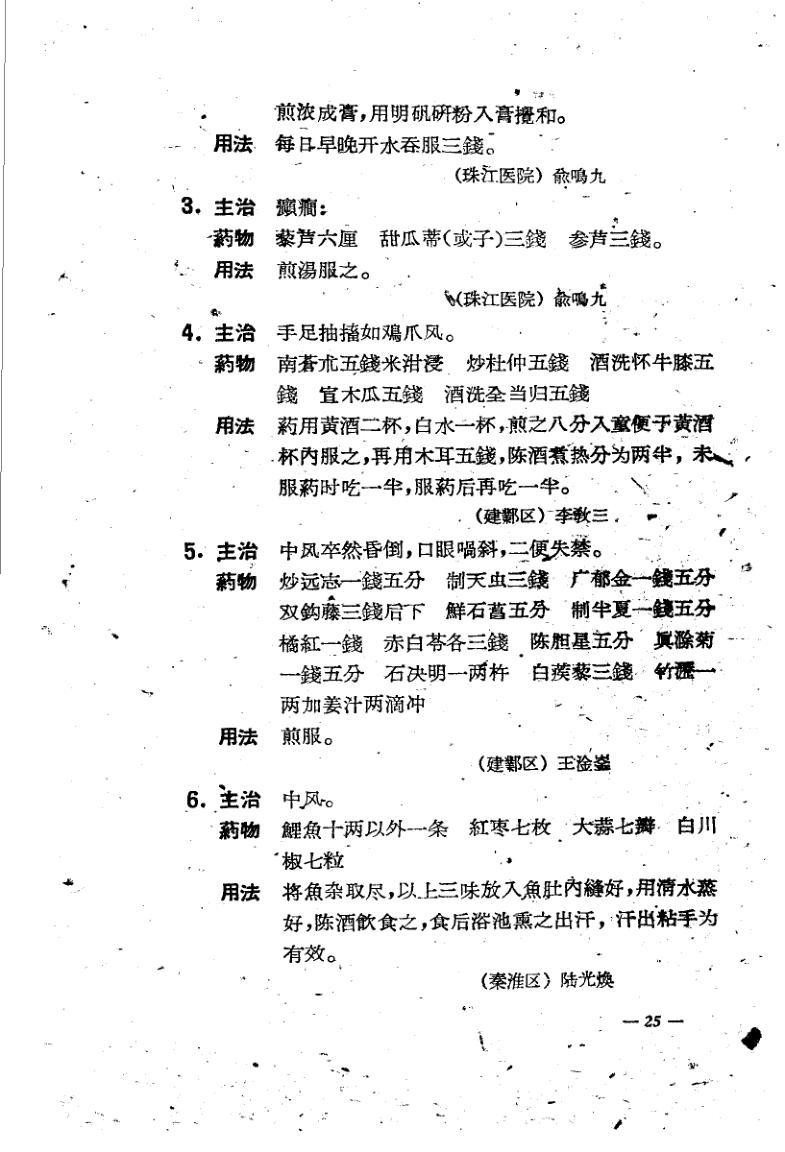 煎浓成膏，用明矾研粉入膏攪和。
用法 每日早晚开水吞服三錢。
(珠江医院) 俞鳴九
3. 主治 癲癇：
葯物 藜芦六厘 甜瓜蒂(或子)三錢 参芦三錢。
用法 煎湯服之。
(珠江医院) 俞鳴九
4. 主治 手足抽搐如鸡爪风。
葯物 南蒼朮五錢米泔浸 炒杜仲五錢 酒洗怀牛膝五
錢 宣木瓜五錢 酒洗全当归五錢
用法 葯用黃酒二杯，白水一杯，煎之八分入童便于黃酒
杯內服之，再用木耳五錢，陈酒煮热分为两半，未
服葯时吃一半，服葯后再吃一半。
(建鄴区) 李敎三
5. 主治 中风卒然昏倒，口眼喎斜，二便失禁。
葯物 炒远志一錢五分 制天虫三錢 广郁金一錢五分
双鈎藤三錢后下 鮮石菖五分 制半夏一錢五分
橘紅一錢 赤白苓各三錢 陈胆星五分 眞滁菊
一錢五分 石决明一两杵 白蒺藜三錢 竹瀝一
两加姜汁两滴冲
用法 煎服。
(建鄴区) 王淦
6. 主治 中风。
葯物 鯉魚十两以外一条 紅枣七枚 大蒜七瓣 白川
椒七粒
用法 将魚杂取尽，以上三味放入魚肚內縫好，用清水蒸
好，陈酒飮食之，食后浴池熏之出汗，汗出粘手为
有效。
(秦淮区) 陆光煥
— 25 —